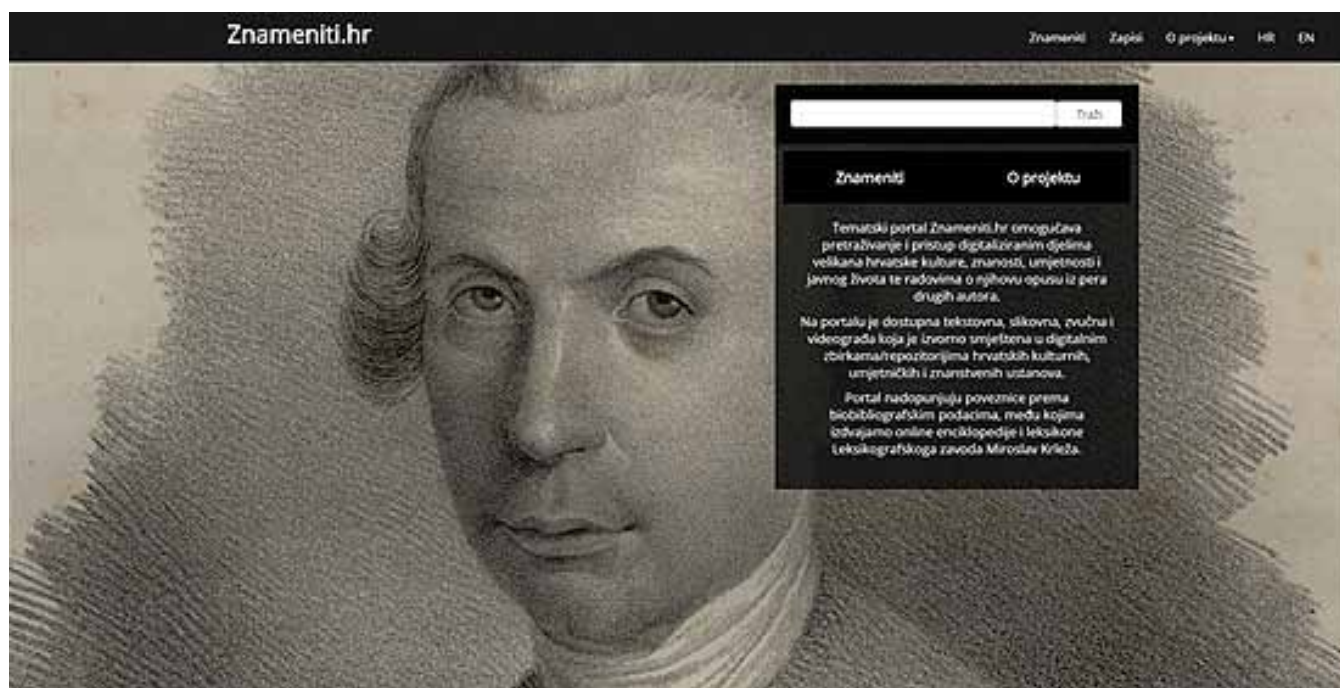 Znameniti.hr
Znameniti Zapisi O projektu HR EN
Traži
Znameniti O projektu
Tematski portal Znameniti.hr omogućava
pretraživanje i pristup digitaliziranim djelima
velikana hrvatske kulture, znanosti, umjetnosti i
javnog života te radovima o njihovu opusu iz pera
drugih autora.
Na portalu je dostupna tekstovna, slikovna, zvučna i
videograđa koja je izvorno smještena u digitalnim
zbirkama/repozitorijima hrvatskih kulturnih,
umjetničkih i znanstvenih ustanova.
Portal nadopunjuju poveznice prema
biobibliografskim podacima, među kojima
izdvajamo online enciklopedije i leksikone
Leksikografskoga zavoda Miroslav Krleža.